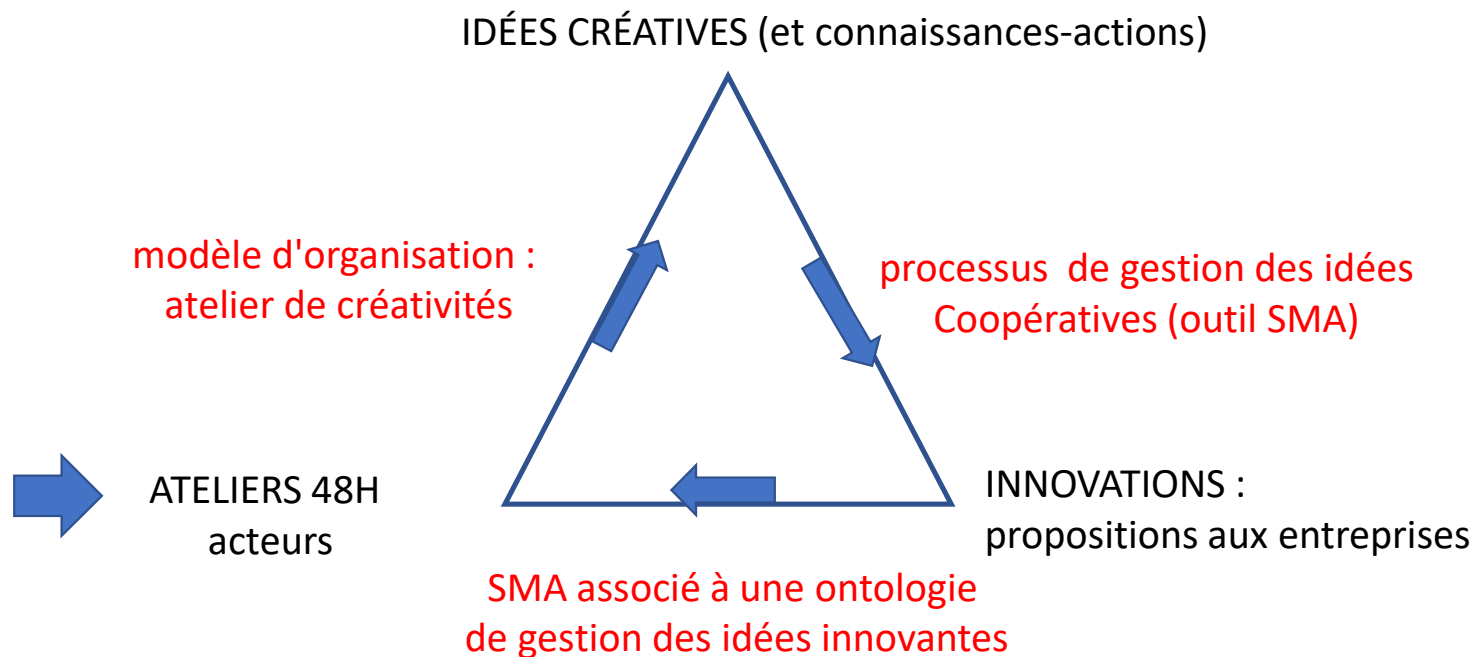 IDÉES CRÉATIVES (et connaissances-actions)
modèle d'organisation :
atelier de créativités
processus de gestion des idées
Coopératives (outil SMA)
ATELIERS 48H
acteurs
INNOVATIONS :
propositions aux entreprises
SMA associé à une ontologie
de gestion des idées innovantes